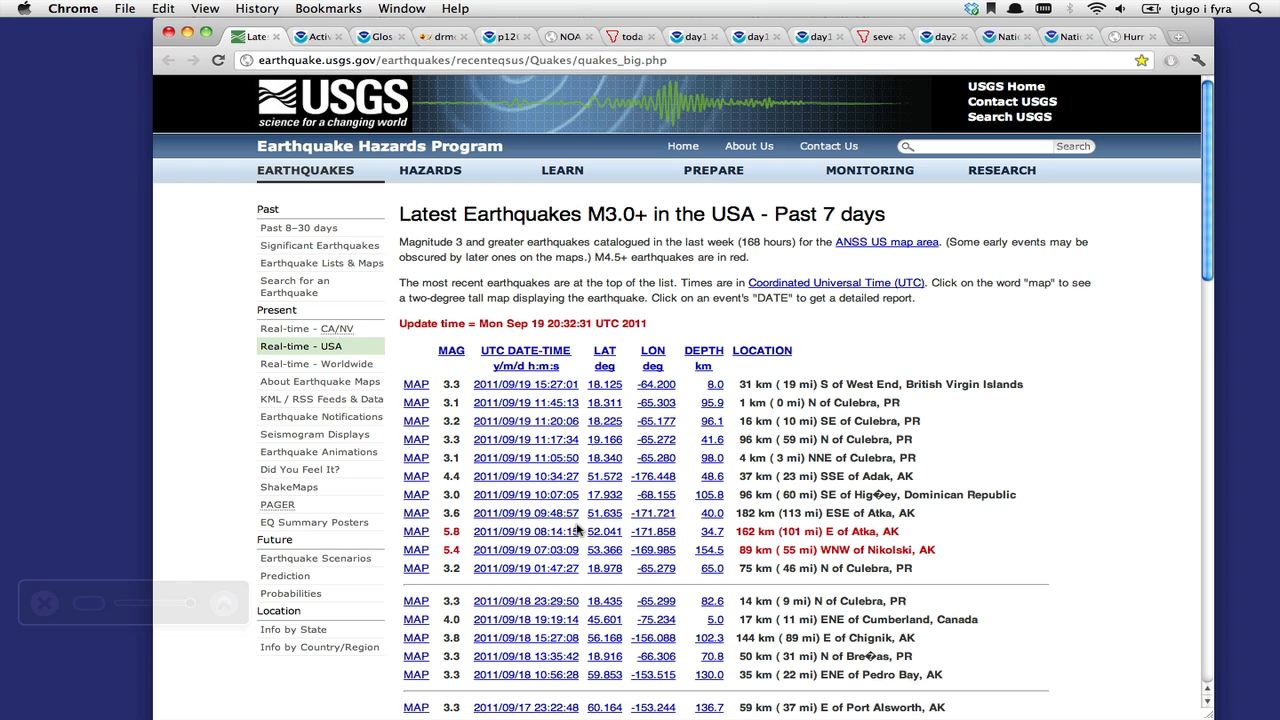 Chrome File Edit View History Bookmarks Window Help tjugo i fyra
Late Activ Glos drmo p120 NOA toda day1 day1 day1 seve day2 Natio Natio Hurr
earthquake.usgs.gov/earthquakes/recenteqsus/Quakes/quakes_big.php
USGS
science for a changing world
USGS Home
Contact USGS
Search USGS
Earthquake Hazards Program
Home About Us Contact Us Search
EARTHQUAKES HAZARDS LEARN PREPARE MONITORING RESEARCH
Past
Past 8–30 days
Significant Earthquakes
Earthquake Lists & Maps
Search for an
Earthquakes
Present
Real-time - CA/NV
Real-time - USA
Real-time - Worldwide
About Earthquake Maps
KML / RSS Feeds & Data
Earthquake Notifications
Seismogram Displays
Earthquake Animations
Did You Feel It?
ShakeMaps
PAGER
EQ Summary Posters
Future
Earthquake Scenarios
Prediction
Probabilities
Location
Info by State
Info by Country/Region
Latest Earthquakes M3.0+ in the USA - Past 7 days
Magnitude 3 and greater earthquakes catalogued in the last week (168 hours) for the ANSS US map area. (Some early events may be
obscured by later ones on the maps.) M4.5+ earthquakes are in red.
The most recent earthquakes are at the top of the list. Times are in Coordinated Universal Time (UTC). Click on the word "map" to see
a two-degree tall map displaying the earthquake. Click on an event's "DATE" to get a detailed report.
Update time = Mon Sep 19 20:32:31 UTC 2011
MAG UTC DATE-TIME LAT LON DEPTH LOCATION
y/m/d h:m:s deg deg km
MAP 3.3 2011/09/19 15:27:01 18.125 -64.200 8.0 31 km ( 19 mi) S of West End, British Virgin Islands
MAP 3.1 2011/09/19 11:45:13 18.311 -65.303 95.9 1 km ( 0 mi) N of Culebra, PR
MAP 3.2 2011/09/19 11:20:06 18.225 -65.177 96.1 16 km ( 10 mi) SE of Culebra, PR
MAP 3.3 2011/09/19 11:17:34 19.166 -65.272 41.6 96 km ( 59 mi) N of Culebra, PR
MAP 3.1 2011/09/19 11:05:50 18.340 -65.280 98.0 4 km ( 3 mi) NNE of Culebra, PR
MAP 4.4 2011/09/19 10:34:27 51.572 -176.448 48.6 37 km ( 23 mi) SSE of Adak, AK
MAP 3.0 2011/09/19 10:07:05 17.932 -68.155 105.8 96 km ( 60 mi) SE of Hig�ey, Dominican Republic
MAP 3.6 2011/09/19 09:48:57 51.635 -171.721 40.0 182 km (113 mi) ESE of Atka, AK
MAP 5.8 2011/09/19 08:14:15 52.041 -171.858 34.7 162 km (101 mi) E of Atka, AK
MAP 5.4 2011/09/19 07:03:09 53.366 -169.985 154.5 89 km ( 55 mi) WNW of Nikolski, AK
MAP 3.2 2011/09/19 01:47:27 18.978 -65.279 65.0 75 km ( 46 mi) N of Culebra, PR
MAP 3.3 2011/09/18 23:29:50 18.435 -65.299 82.6 14 km ( 9 mi) N of Culebra, PR
MAP 4.0 2011/09/18 19:19:14 45.601 -75.234 5.0 17 km ( 11 mi) ENE of Cumberland, Canada
MAP 3.8 2011/09/18 15:27:08 56.168 -156.088 102.3 144 km ( 89 mi) E of Chignik, AK
MAP 3.3 2011/09/18 13:35:42 18.916 -66.306 70.8 50 km ( 31 mi) N of Bre�as, PR
MAP 3.3 2011/09/18 10:56:28 59.853 -153.515 130.0 35 km ( 22 mi) ENE of Pedro Bay, AK
MAP 3.3 2011/09/17 23:22:48 60.164 -153.244 136.7 59 km ( 37 mi) E of Port Alsworth, AK